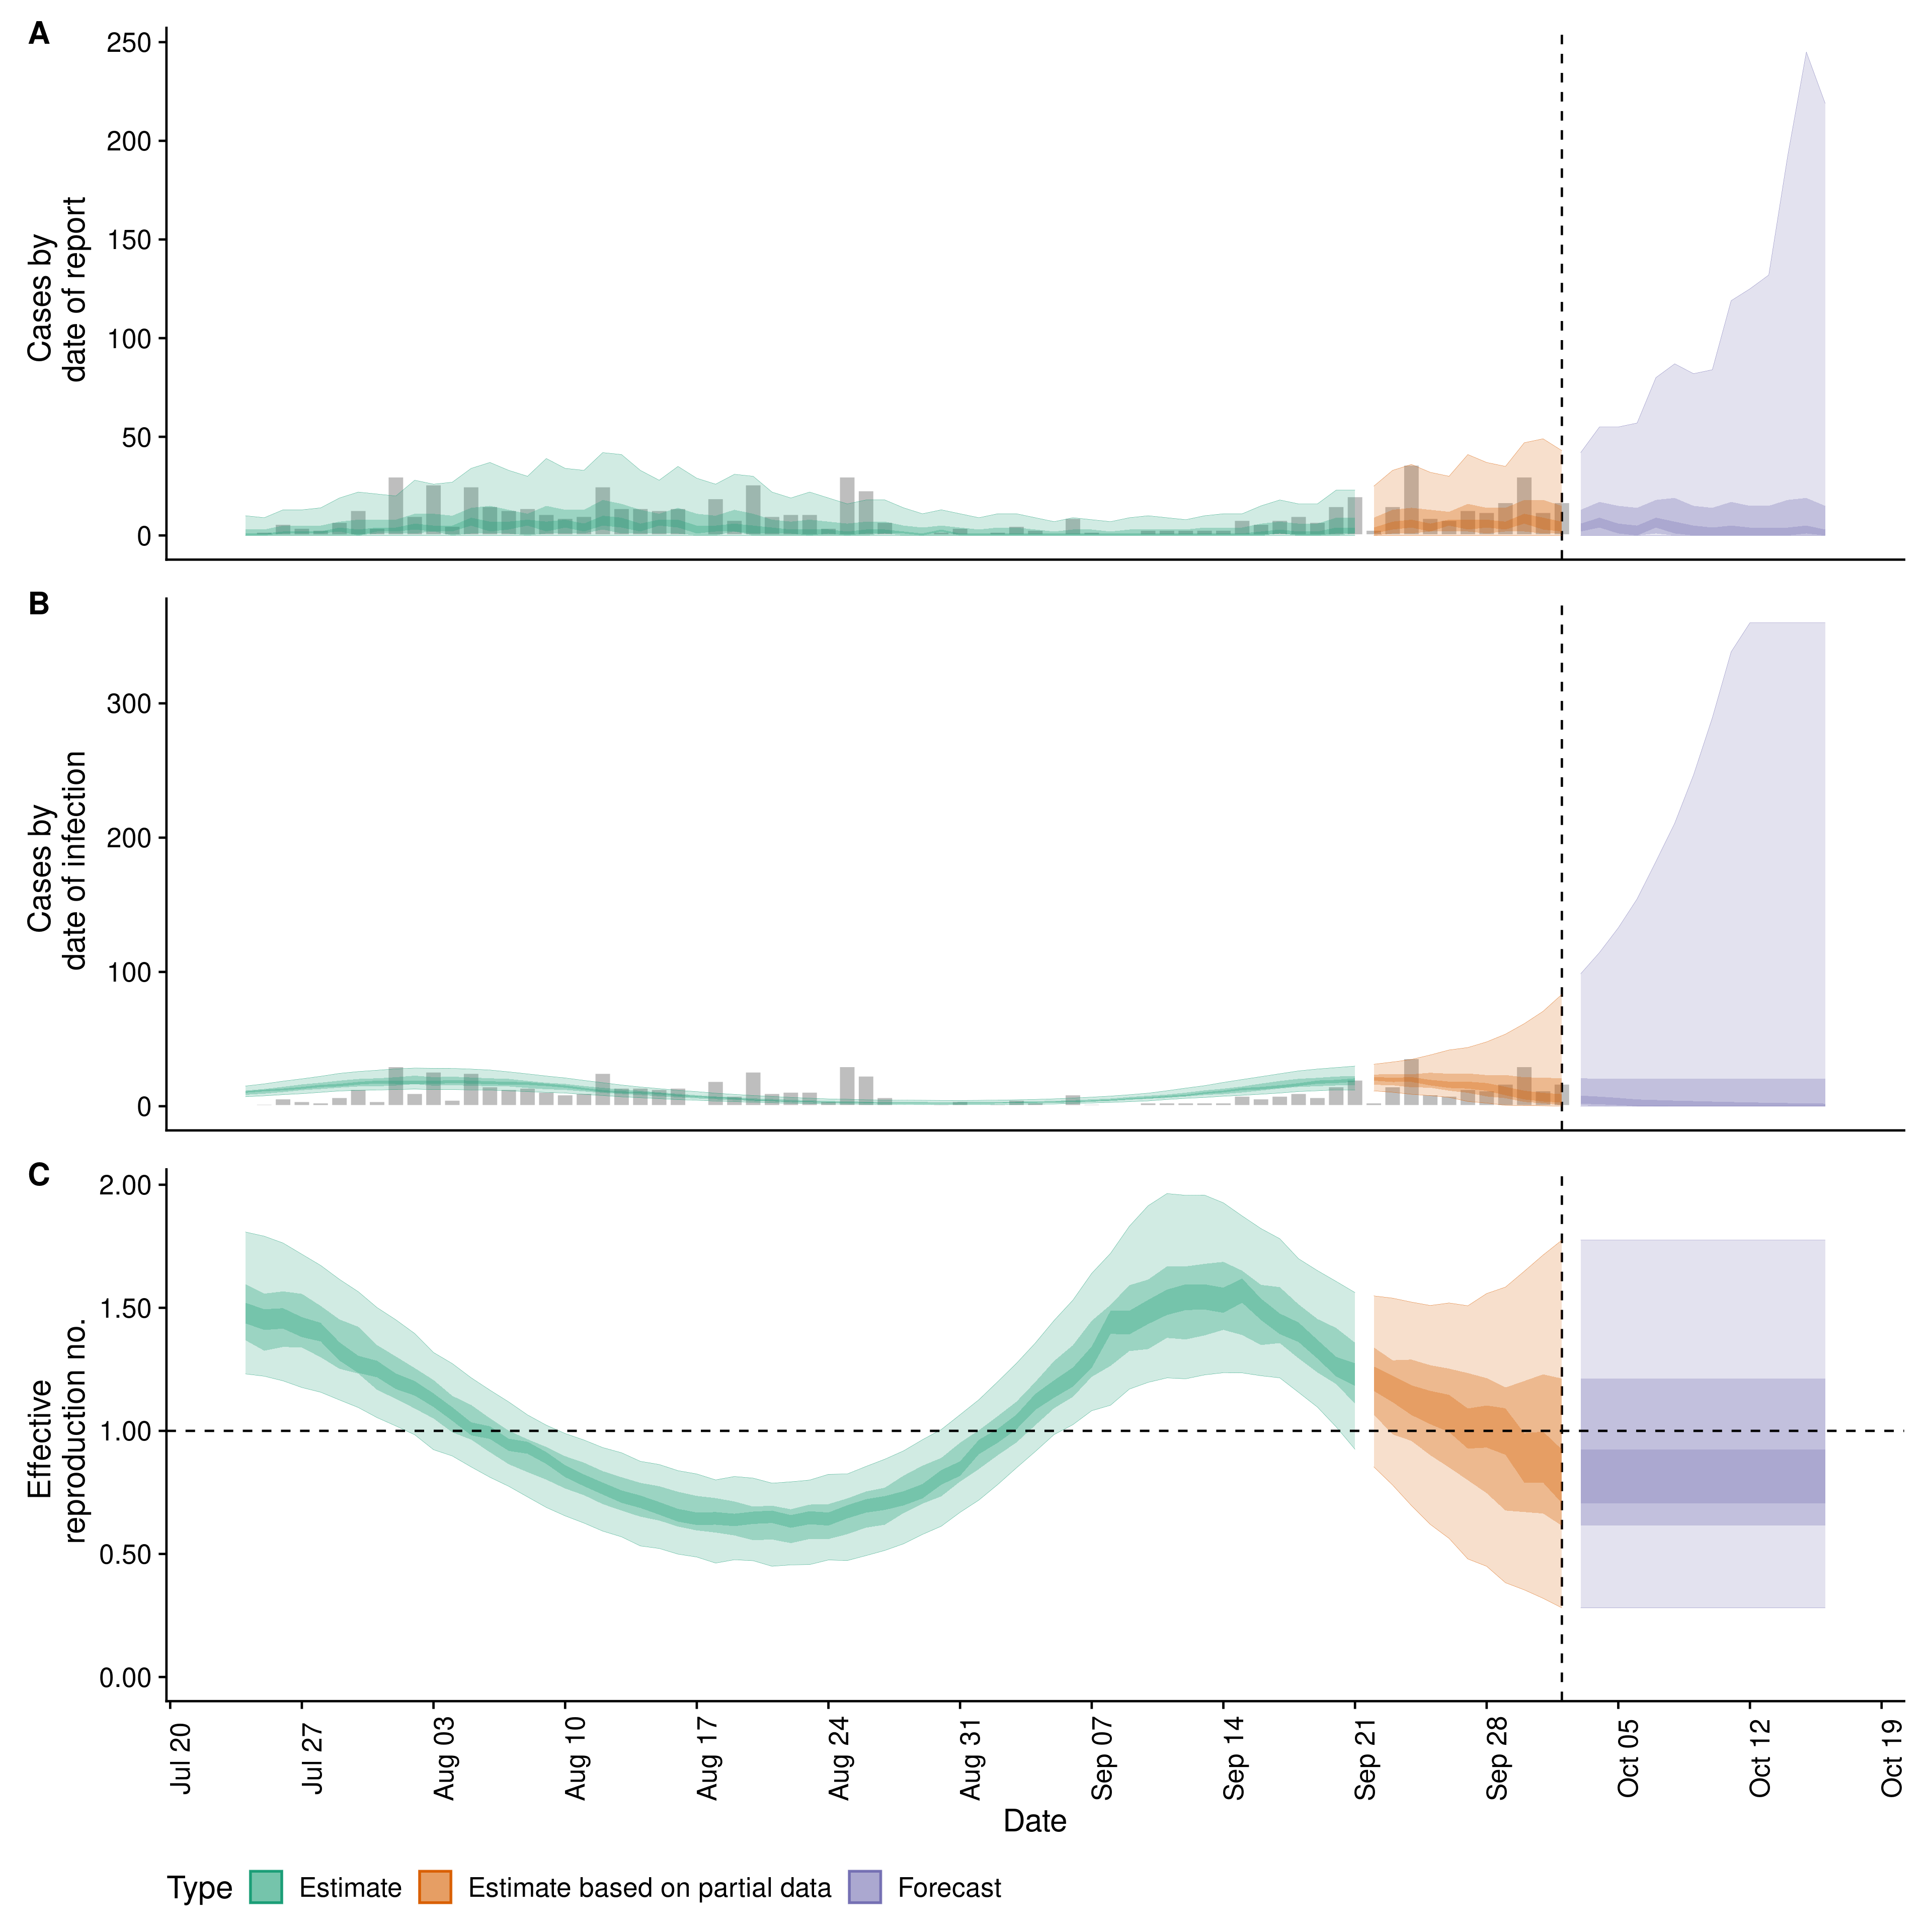 A
250
200
150
100
50
0
Cases by
date of report
B
300
200
100
0
Cases by
date of infection
C
2.00
1.50
1.00
0.50
0.00
Effective
reproduction no.
Jul 20
Jul 27
Aug 03
Aug 10
Aug 17
Aug 24
Aug 31
Sep 07
Sep 14
Sep 21
Sep 28
Oct 05
Oct 12
Oct 19
Date
Type Estimate Estimate based on partial data Forecast